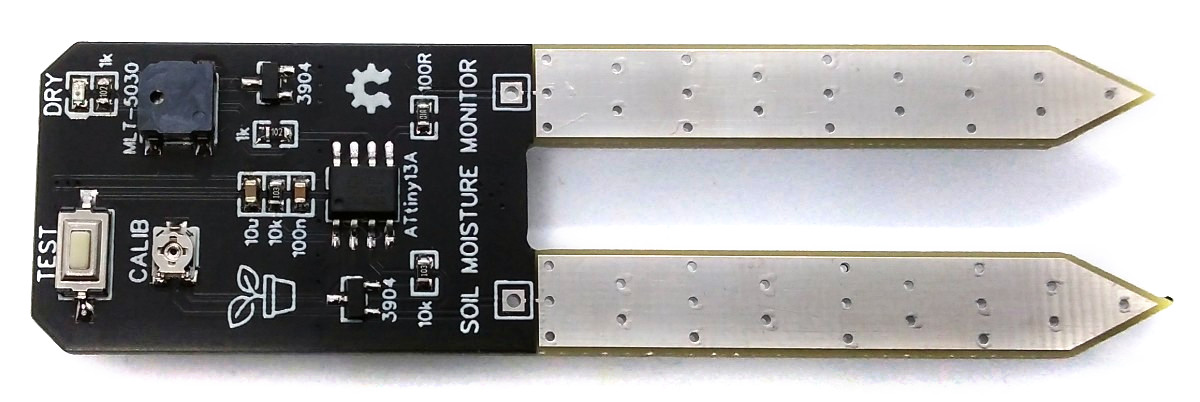 DRY
1k
102
MLT-5030
3904
100R
1k
102
ATtiny13A
SOIL MOISTURE MONITOR
TEST
CALIB
10u
10k
103
100n
3904
10k
103